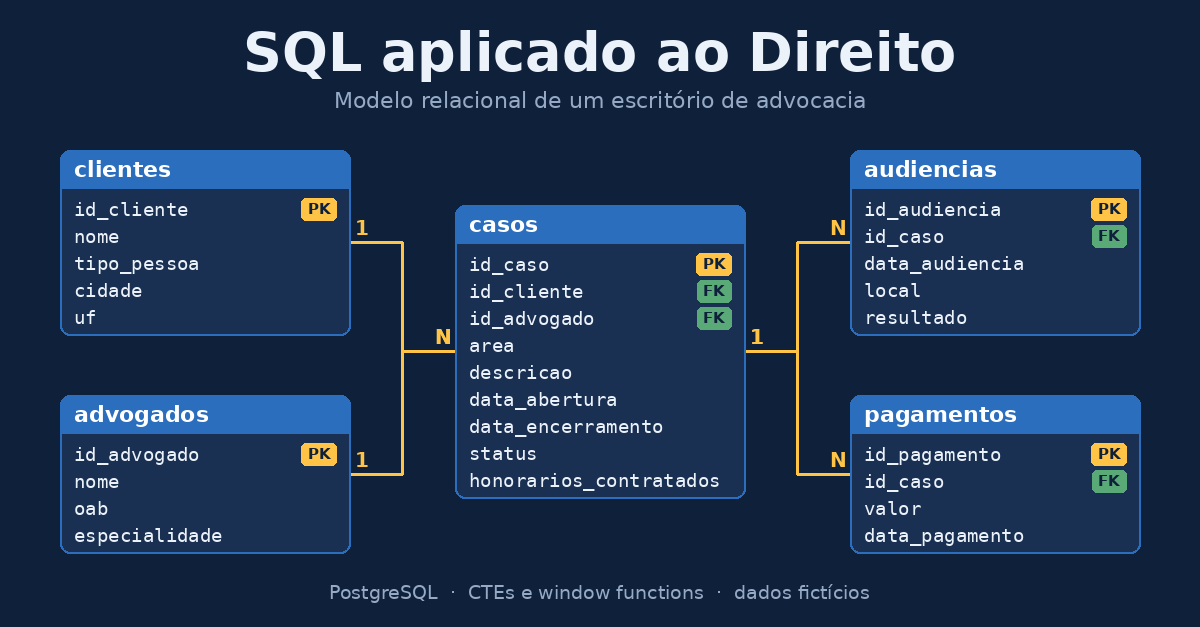 SQL aplicado ao Direito
Modelo relacional de um escritório de advocacia
clientes
id_cliente PK
nome
tipo_pessoa
cidade
uf
1
advogados
id_advogado PK
nome
oab
especialidade
1
N
casos
id_caso PK
id_cliente FK
id_advogado FK
area
descricao
data_abertura
data_encerramento
status
honorarios_contratados
1
N
audiencias
id_audiencia PK
id_caso FK
data_audiencia
local
resultado
N
pagamentos
id_pagamento PK
id_caso FK
valor
data_pagamento
PostgreSQL · CTEs e window functions · dados fictícios